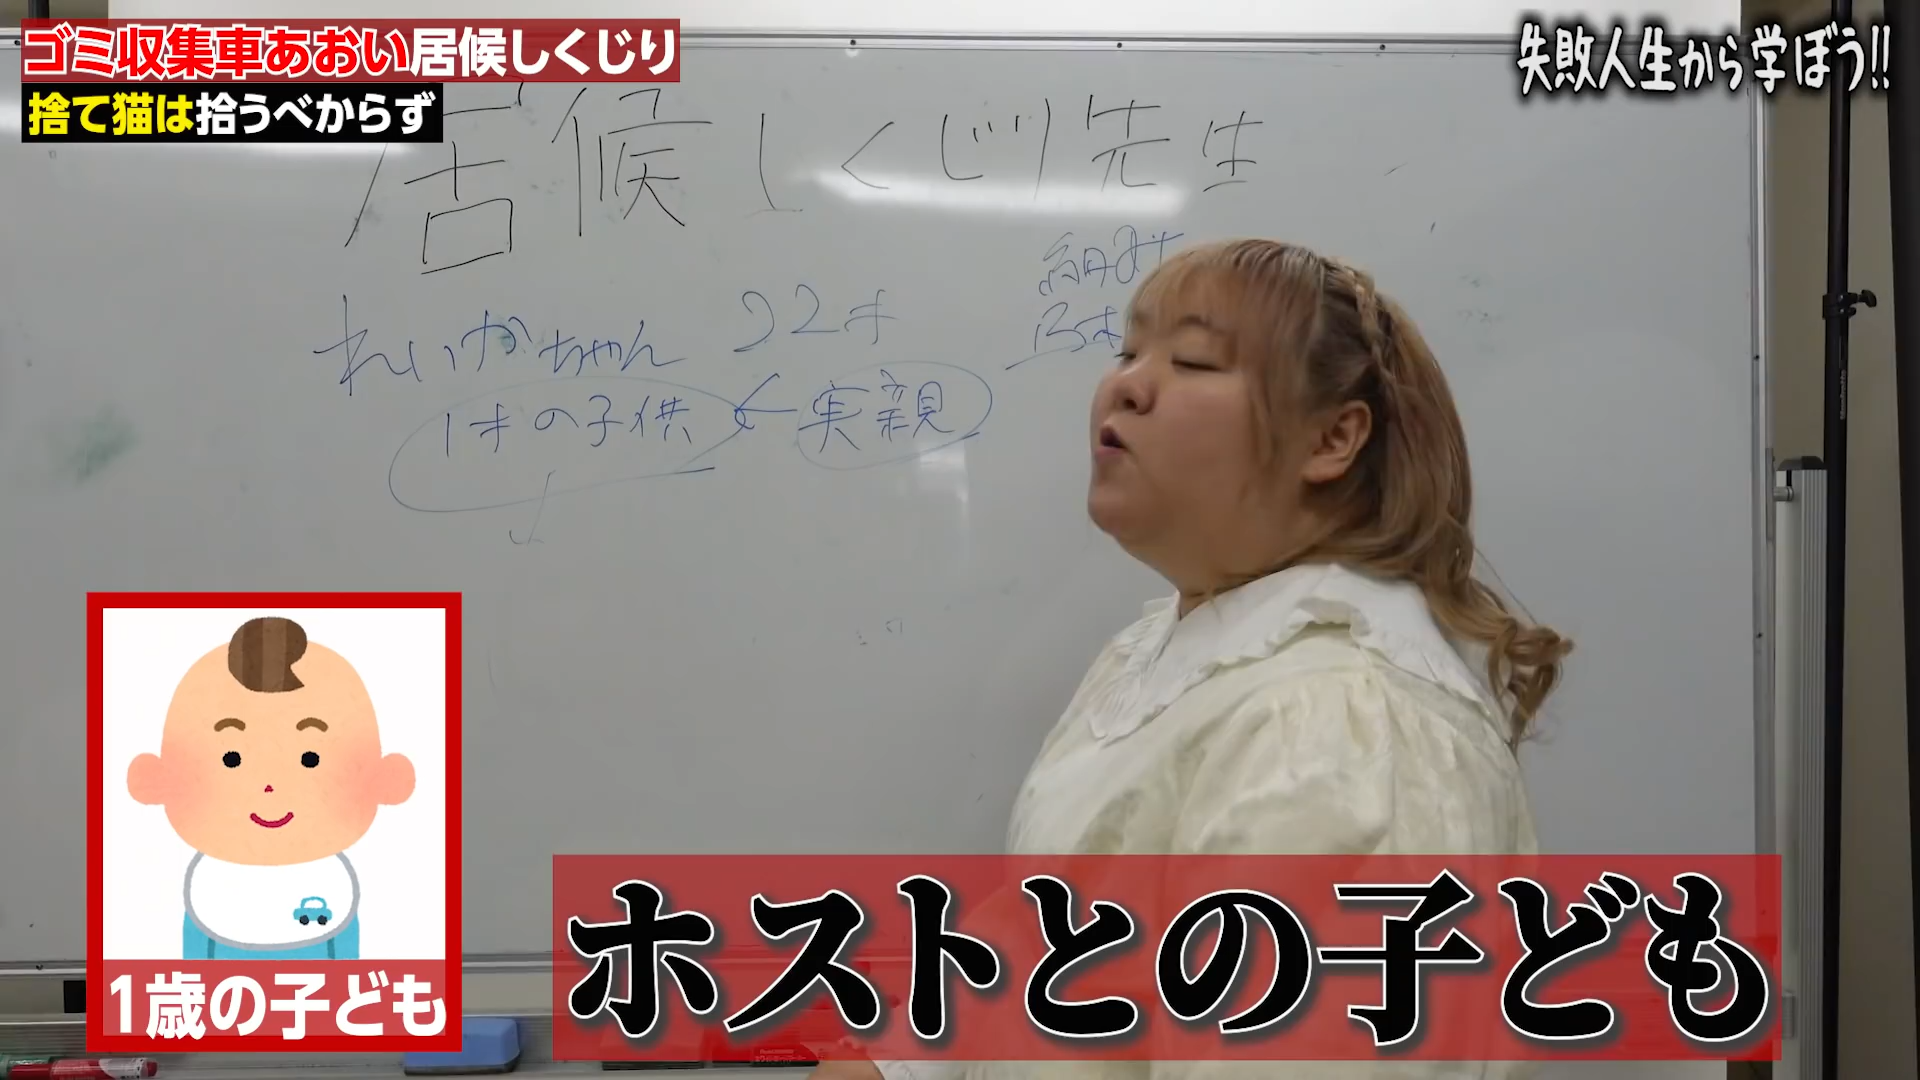 ゴミ収集車あおい居候しくじり
捨て猫は拾うべからず
失敗人生から学ぼう!!
居候しくじり先生
れいかちゃん 22才
1才の子供 ← 実親
1歳の子ども
ホストとの子ども